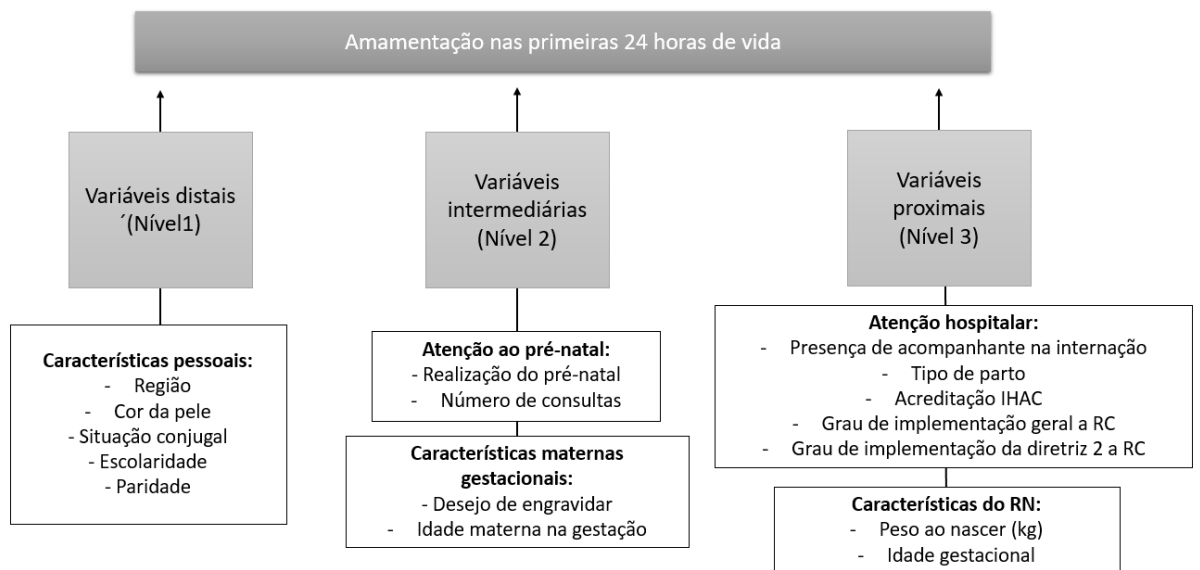 Amamentação nas primeiras 24 horas de vida
Variáveis distais
´(Nível1)
Características pessoais:
- Região
- Cor da pele
- Situação conjugal
- Escolaridade
- Paridade
Variáveis
intermediárias
(Nível 2)
Atenção ao pré-natal:
- Realização do pré-natal
- Número de consultas
Características maternas
gestacionais:
- Desejo de engravidar
- Idade materna na gestação
Variáveis
proximais
(Nível 3)
Atenção hospitalar:
- Presença de acompanhante na internação
- Tipo de parto
- Acreditação IHAC
- Grau de implementação geral a RC
- Grau de implementação da diretriz 2 a RC
Características do RN:
- Peso ao nascer (kg)
- Idade gestacional